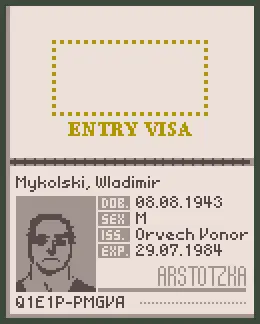 ENTRY VISA
Mykolski, Wladimir
DOB. 08.08.1943
SEX M
ISS. Orvech Vonor
EXP. 29.07.1984
ARSTOTZKA
Q1E1P-PMGVA